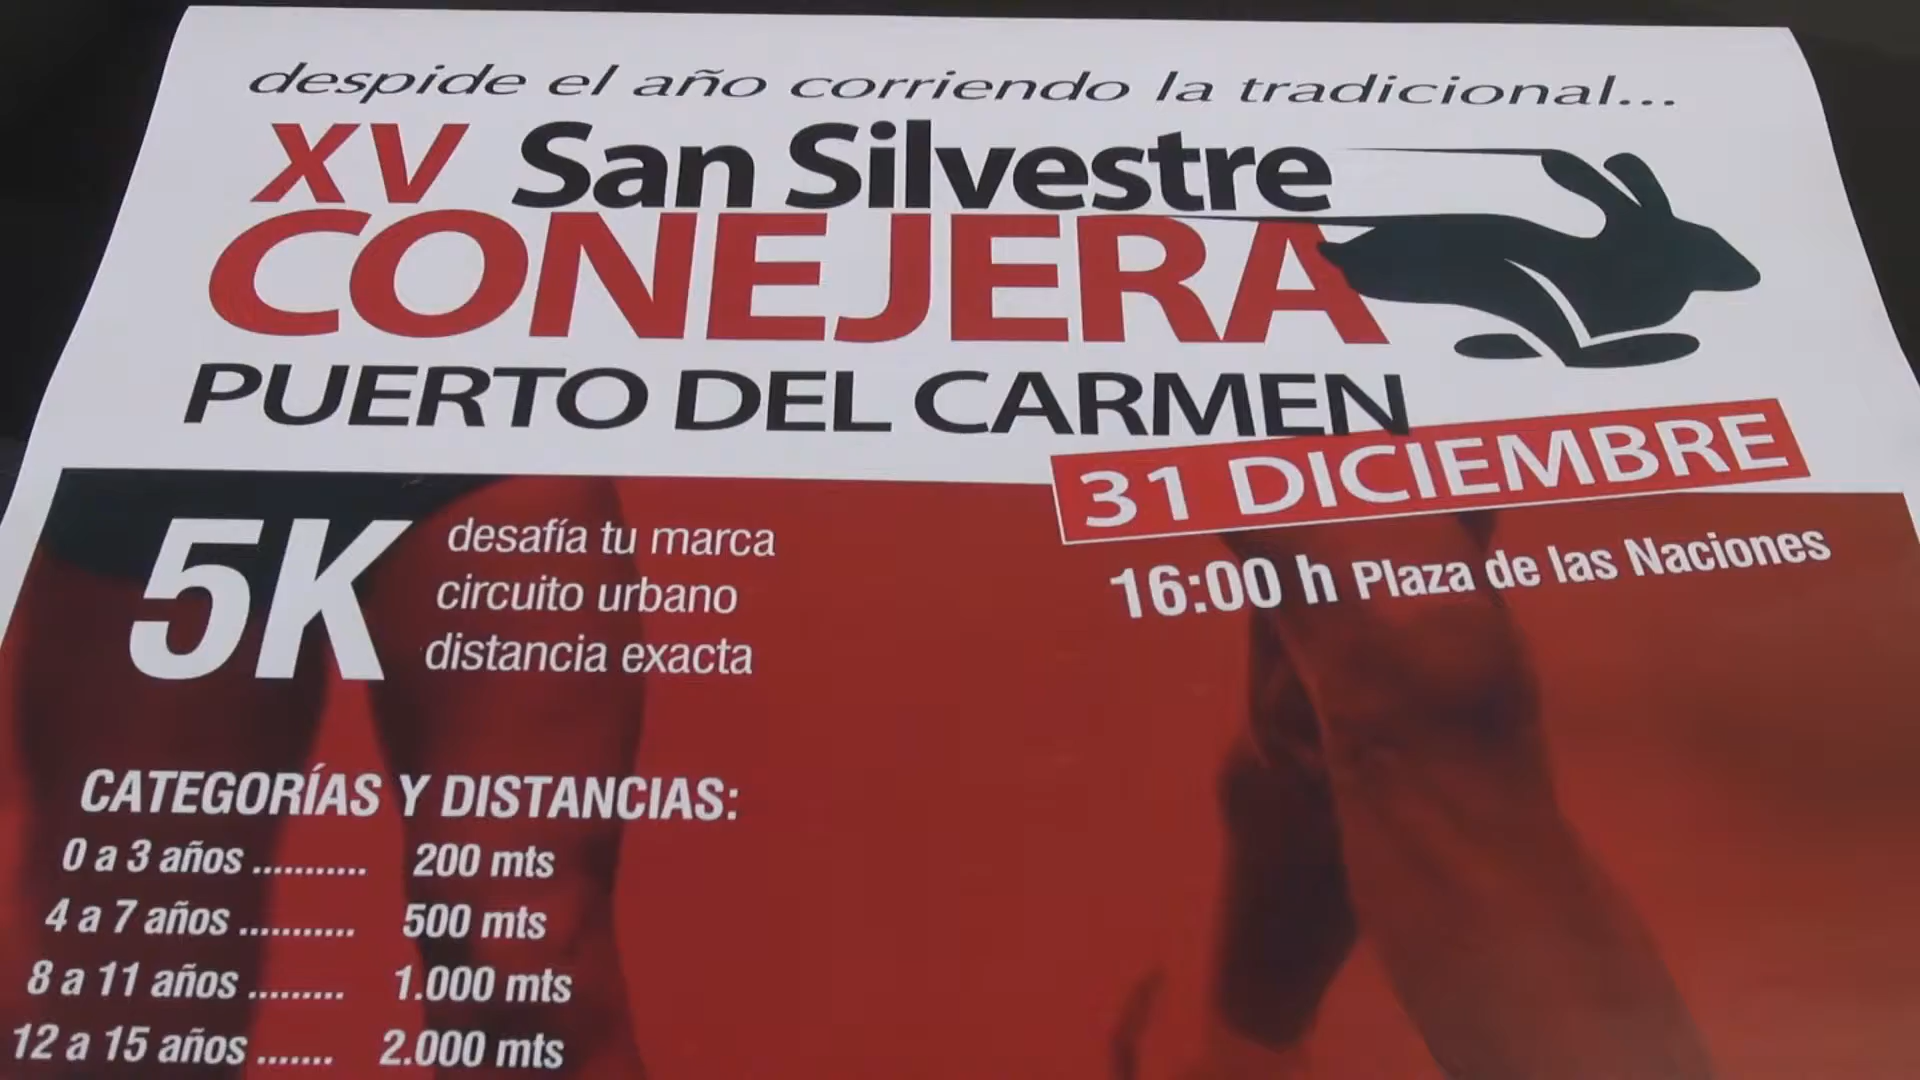 despide el año corriendo la tradicional...
XV San Silvestre
CONEJERA
PUERTO DEL CARMEN
31 DICIEMBRE
16:00 h Plaza de las Naciones
5K
desafía tu marca
circuito urbano
distancia exacta
CATEGORÍAS Y DISTANCIAS:
0 a 3 años ........... 200 mts
4 a 7 años ........... 500 mts
8 a 11 años ......... 1.000 mts
12 a 15 años ....... 2.000 mts